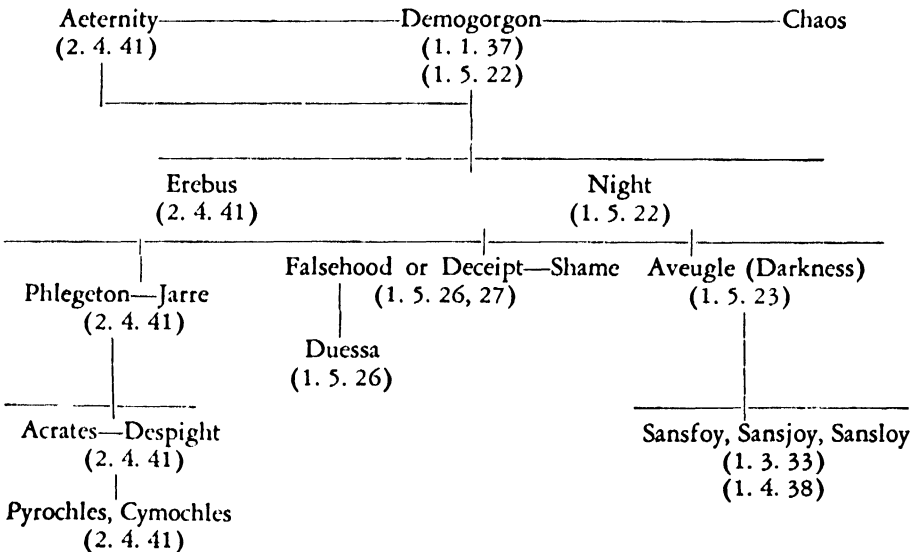 Aeternity Demogorgon Chaos
(2. 4. 41) (1. 1. 37)
(1. 5. 22)
Erebus Night
(2. 4. 41) (1. 5. 22)
Falsehood or Deceipt—Shame Aveugle (Darkness)
Phlegeton—Jarre (1. 5. 26, 27) (1. 5. 23)
(2. 4. 41)
Duessa
(1. 5. 26)
Acrates—Despight Sansfoy, Sansjoy, Sansloy
(2. 4. 41) (1. 3. 33)
(1. 4. 38)
Pyrochles, Cymochles
(2. 4. 41)